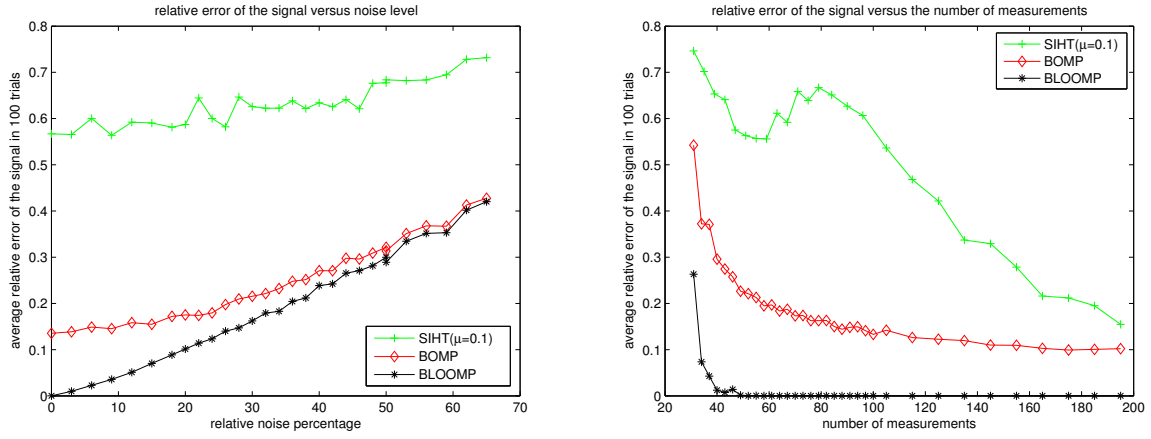 relative error of the signal versus noise level
0.8
0.7
0.6
0.5
0.4
0.3
0.2
0.1
0
average relative error of the signal in 100 trials
0 10 20 30 40 50 60 70
relative noise percentage
SIHT(μ=0.1)
BOMP
BLOOMP
relative error of the signal versus the number of measurements
0.8
0.7
0.6
0.5
0.4
0.3
0.2
0.1
0
average relative error of the signal in 100 trials
20 40 60 80 100 120 140 160 180 200
number of measurements
SIHT(μ=0.1)
BOMP
BLOOMP